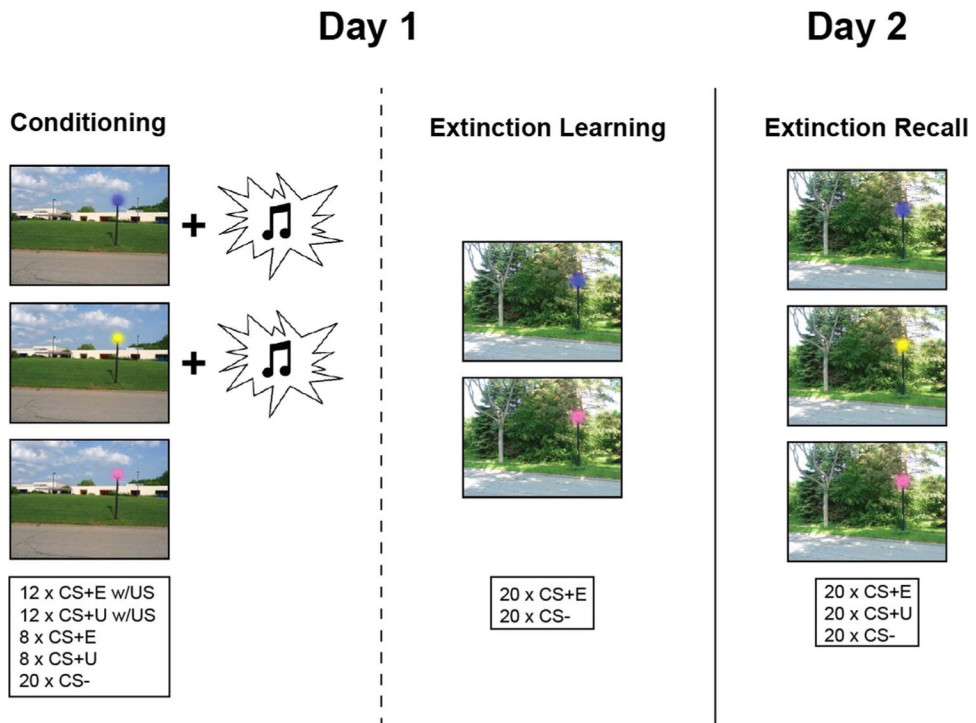 Day 1
Day 2
Conditioning
+
+
12 x CS+E w/US
12 x CS+U w/US
8 x CS+E
8 x CS+U
20 x CS-
Extinction Learning
20 x CS+E
20 x CS-
Extinction Recall
20 x CS+E
20 x CS+U
20 x CS-